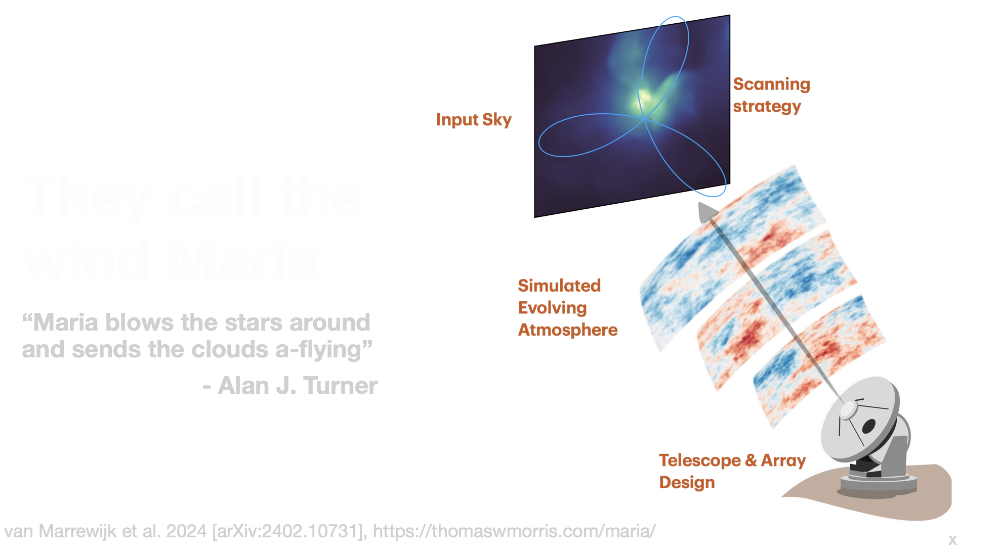 They call the
wind Maria
“Maria blows the stars around
and sends the clouds a-flying”
- Alan J. Turner
Input Sky
Scanning
strategy
Simulated
Evolving
Atmosphere
Telescope & Array
Design
van Marrewijk et al. 2024 [arXiv:2402.10731], https://thomaswmorris.com/maria/
x